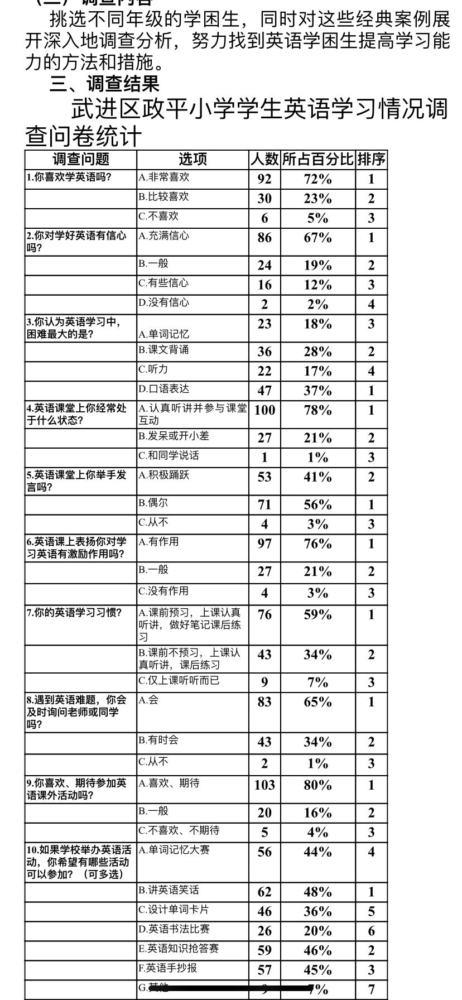 （二）调查内容
挑选不同年级的学困生，同时对这些经典案例展
开深入地调查分析，努力找到英语学困生提高学习能
力的方法和措施。
三、调查结果
武进区政平小学学生英语学习情况调
查问卷统计
调查问题 选项 人数 所占百分比 排序
1.你喜欢学英语吗？ A.非常喜欢 92 72% 1
B.比较喜欢 30 23% 2
C.不喜欢 6 5% 3
2.你对学好英语有信心
吗？ A.充满信心 86 67% 1
B.一般 24 19% 2
C.有些信心 16 12% 3
D.没有信心 2 2% 4
3.你认为英语学习中，
困难最大的是？ A.单词记忆 23 18% 3
B.课文背诵 36 28% 2
C.听力 22 17% 4
D.口语表达 47 37% 1
4.英语课堂上你经常处
于什么状态？ A.认真听讲并参与课堂
互动 100 78% 1
B.发呆或开小差 27 21% 2
C.和同学说话 1 1% 3
5.英语课堂上你举手发
言吗？ A.积极踊跃 53 41% 2
B.偶尔 71 56% 1
C.从不 4 3% 3
6.英语课上表扬你对学
习英语有激励作用吗？ A.有作用 97 76% 1
B.一般 27 21% 2
C.没有作用 4 3% 3
7.你的英语学习习惯？ A.课前预习，上课认真
听讲，做好笔记课后练
习 76 59% 1
B.课前不预习，上课认
真听讲，课后练习 43 34% 2
C.仅上课听听而已 9 7% 3
8.遇到英语难题，你会
及时询问老师或同学
吗？ A.会 83 65% 1
B.有时会 43 34% 2
C.从不 2 1% 3
9.你喜欢、期待参加英
语课外活动吗？ A.喜欢、期待 103 80% 1
B.一般 20 16% 2
C.不喜欢、不期待 5 4% 3
10.如果学校举办英语活
动，你希望有哪些活动
可以参加？（可多选） A.单词记忆大赛 56 44% 4
B.讲英语笑话 62 48% 1
C.设计单词卡片 46 36% 5
D.英语书法比赛 26 20% 6
E.英语知识抢答赛 59 46% 2
F.英语手抄报 57 45% 3
G.其他 9 7% 7